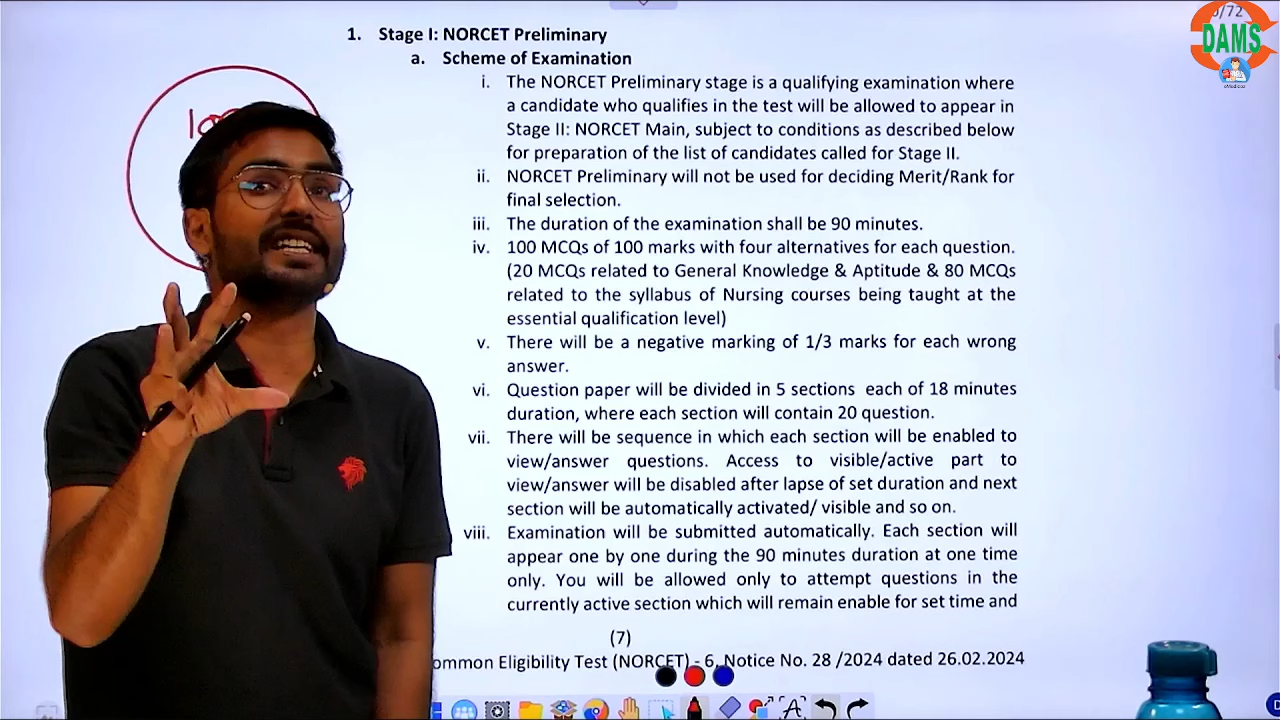 1. Stage I: NORCET Preliminary
a. Scheme of Examination
i. The NORCET Preliminary stage is a qualifying examination where
a candidate who qualifies in the test will be allowed to appear in
Stage II: NORCET Main, subject to conditions as described below
for preparation of the list of candidates called for Stage II.
ii. NORCET Preliminary will not be used for deciding Merit/Rank for
final selection.
iii. The duration of the examination shall be 90 minutes.
iv. 100 MCQs of 100 marks with four alternatives for each question.
(20 MCQs related to General Knowledge & Aptitude & 80 MCQs
related to the syllabus of Nursing courses being taught at the
essential qualification level)
v. There will be a negative marking of 1/3 marks for each wrong
answer.
vi. Question paper will be divided in 5 sections each of 18 minutes
duration, where each section will contain 20 question.
vii. There will be sequence in which each section will be enabled to
view/answer questions. Access to visible/active part to
view/answer will be disabled after lapse of set duration and next
section will be automatically activated/ visible and so on.
viii. Examination will be submitted automatically. Each section will
appear one by one during the 90 minutes duration at one time
only. You will be allowed only to attempt questions in the
currently active section which will remain enable for set time and
(7)
ommon Eligibility Test (NORCET) - 6, Notice No. 28 /2024 dated 26.02.2024
/72
DAMS
eMedicoz